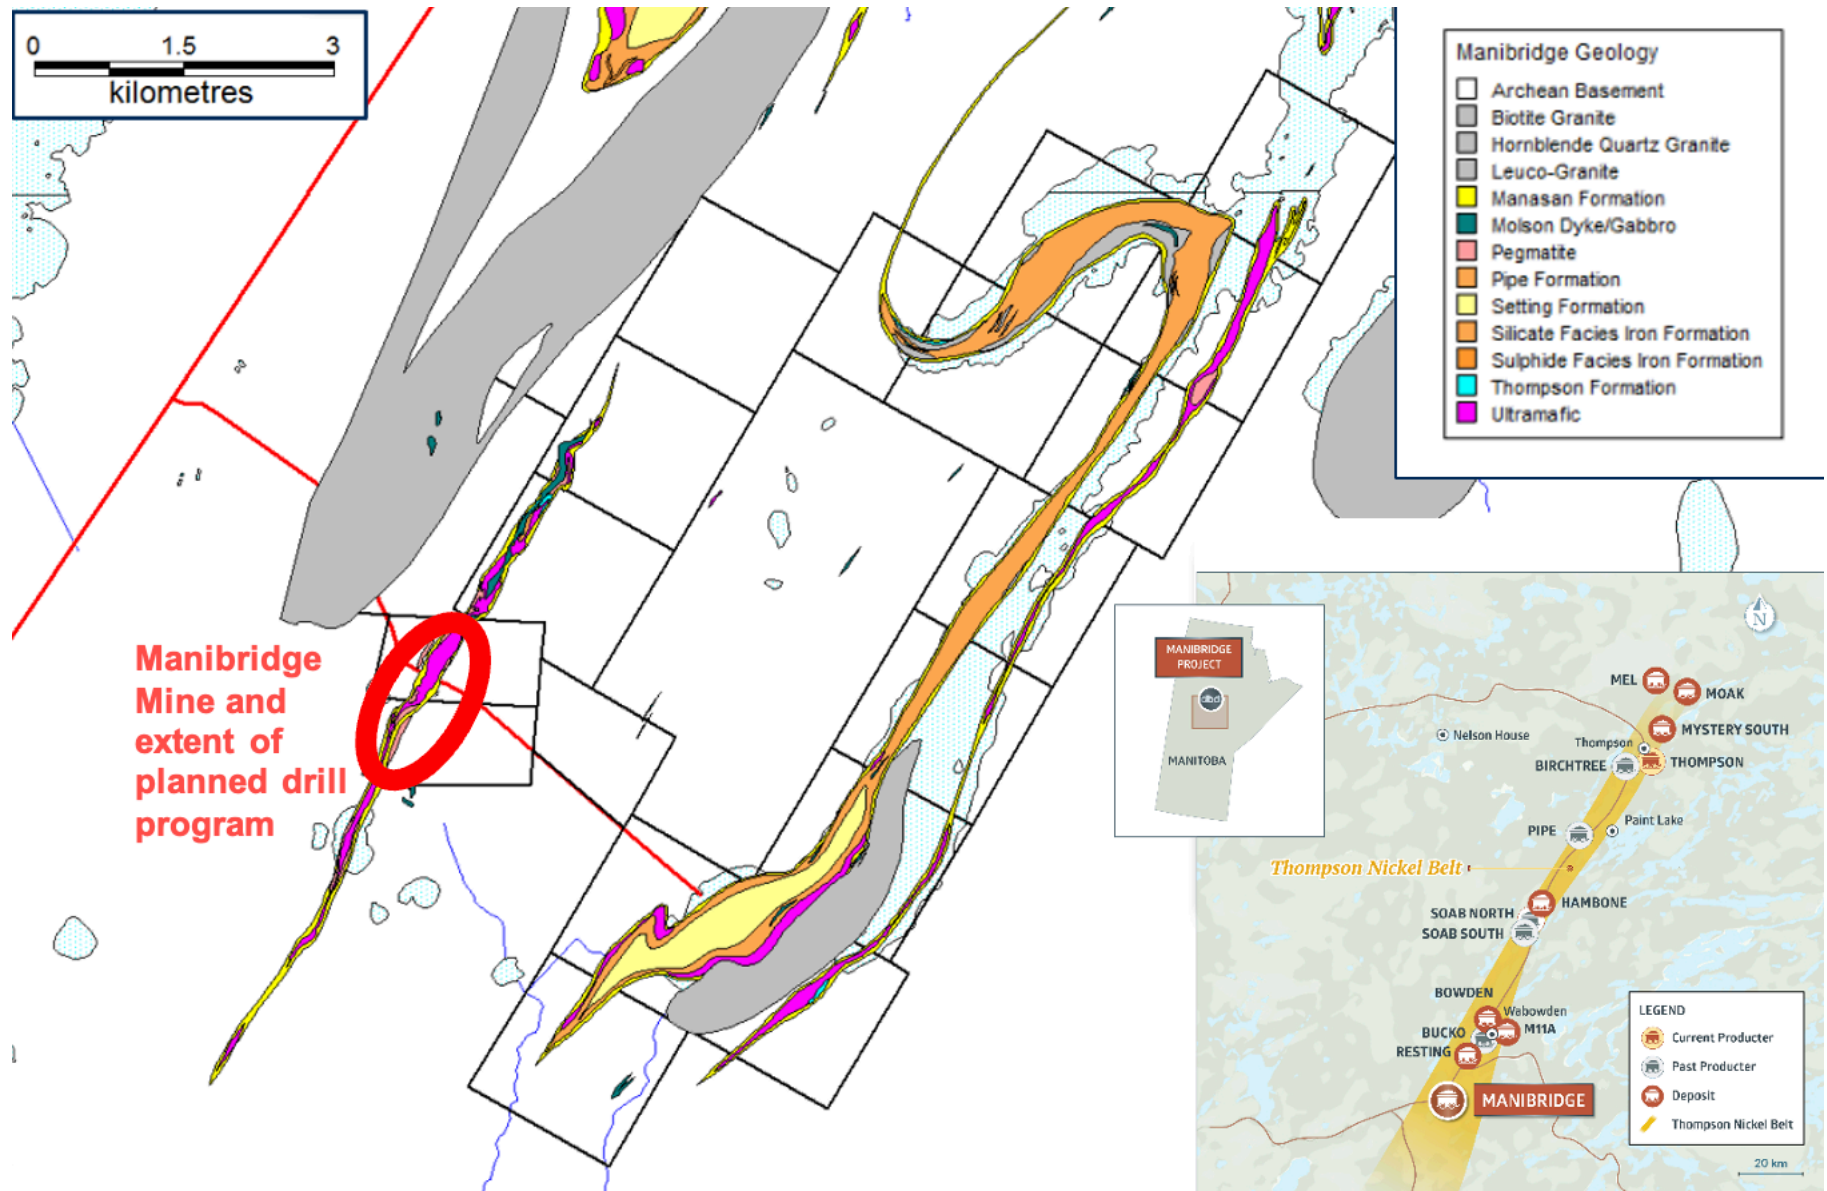 0 1.5 3
kilometres
Manibridge Geology
Archean Basement
Biotite Granite
Hornblende Quartz Granite
Leuco-Granite
Manasan Formation
Molson Dyke/Gabbro
Pegmatite
Pipe Formation
Setting Formation
Silicate Facies Iron Formation
Sulphide Facies Iron Formation
Thompson Formation
Ultramafic
Manibridge
Mine and
extent of
planned drill
program
MANIBRIDGE
PROJECT
MANITOBA
N
MEL
MOAK
MYSTERY SOUTH
Nelson House
Thompson
BIRCHTREE
THOMPSON
PIPE
Paint Lake
Thompson Nickel Belt
HAMBONE
SOAB NORTH
SOAB SOUTH
BOWDEN
Wabowden
BUCKO
M11A
RESTING
MANIBRIDGE
LEGEND
Current Producter
Past Producter
Deposit
Thompson Nickel Belt
20 km